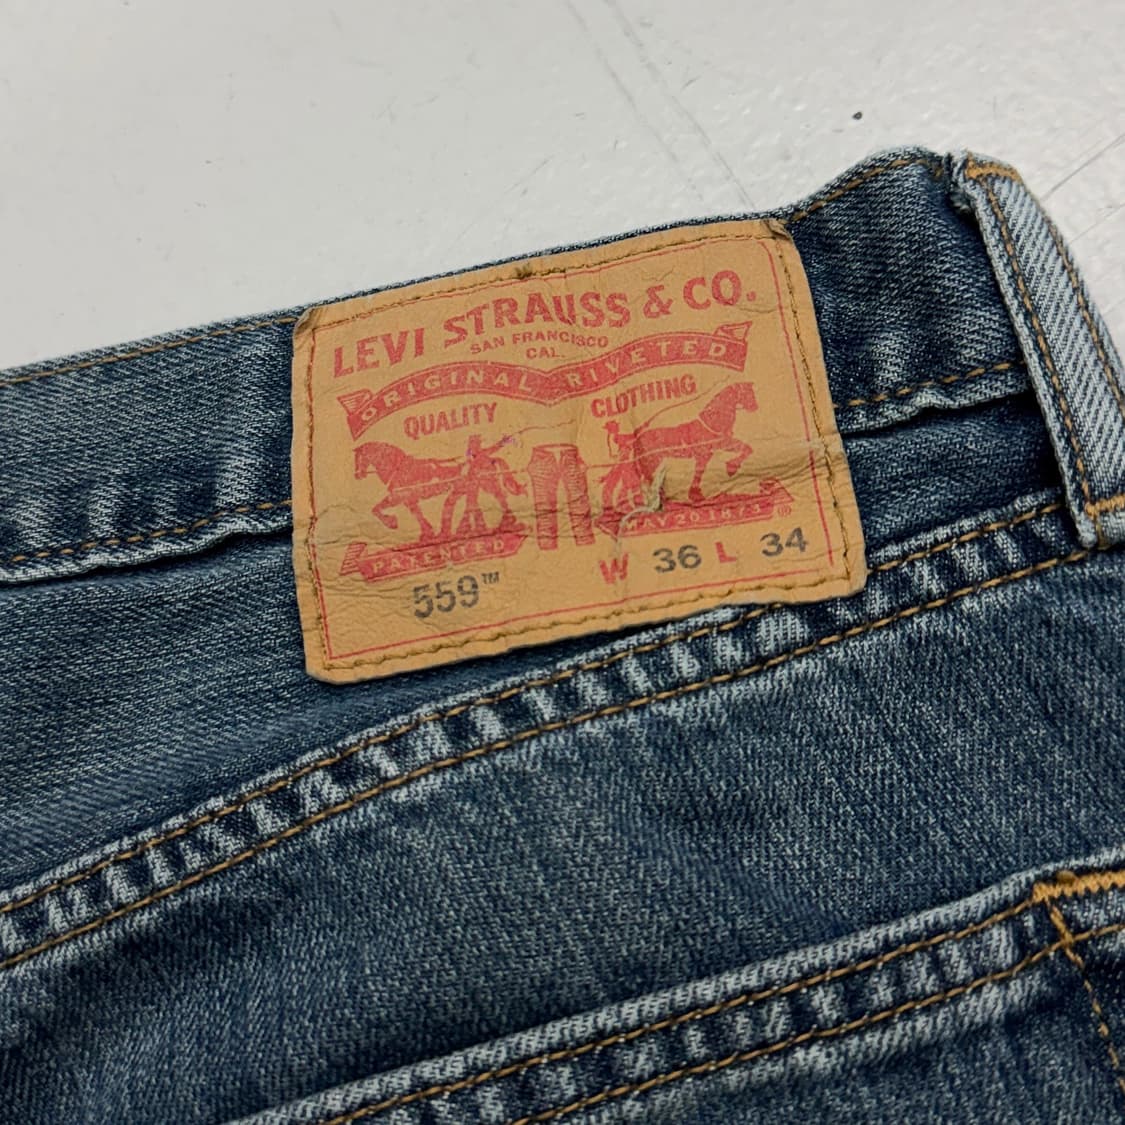 LEVI STRAUSS & CO.
SAN FRANCISCO
CAL.
ORIGINAL RIVETED
QUALITY CLOTHING
PATENTED MAY 20 1873 ®
559™ W 36 L 34